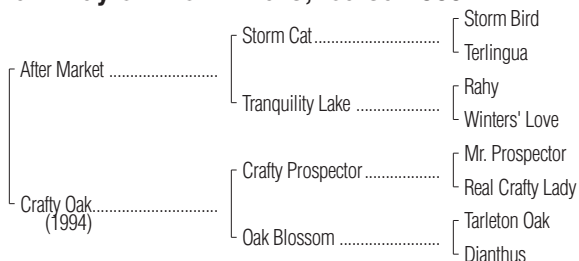 Storm Bird
Storm Cat
Terlingua
After Market
Rahy
Tranquility Lake
Winters' Love
Mr. Prospector
Crafty Prospector
Real Crafty Lady
Crafty Oak
(1994)
Tarleton Oak
Oak Blossom
Dianthus